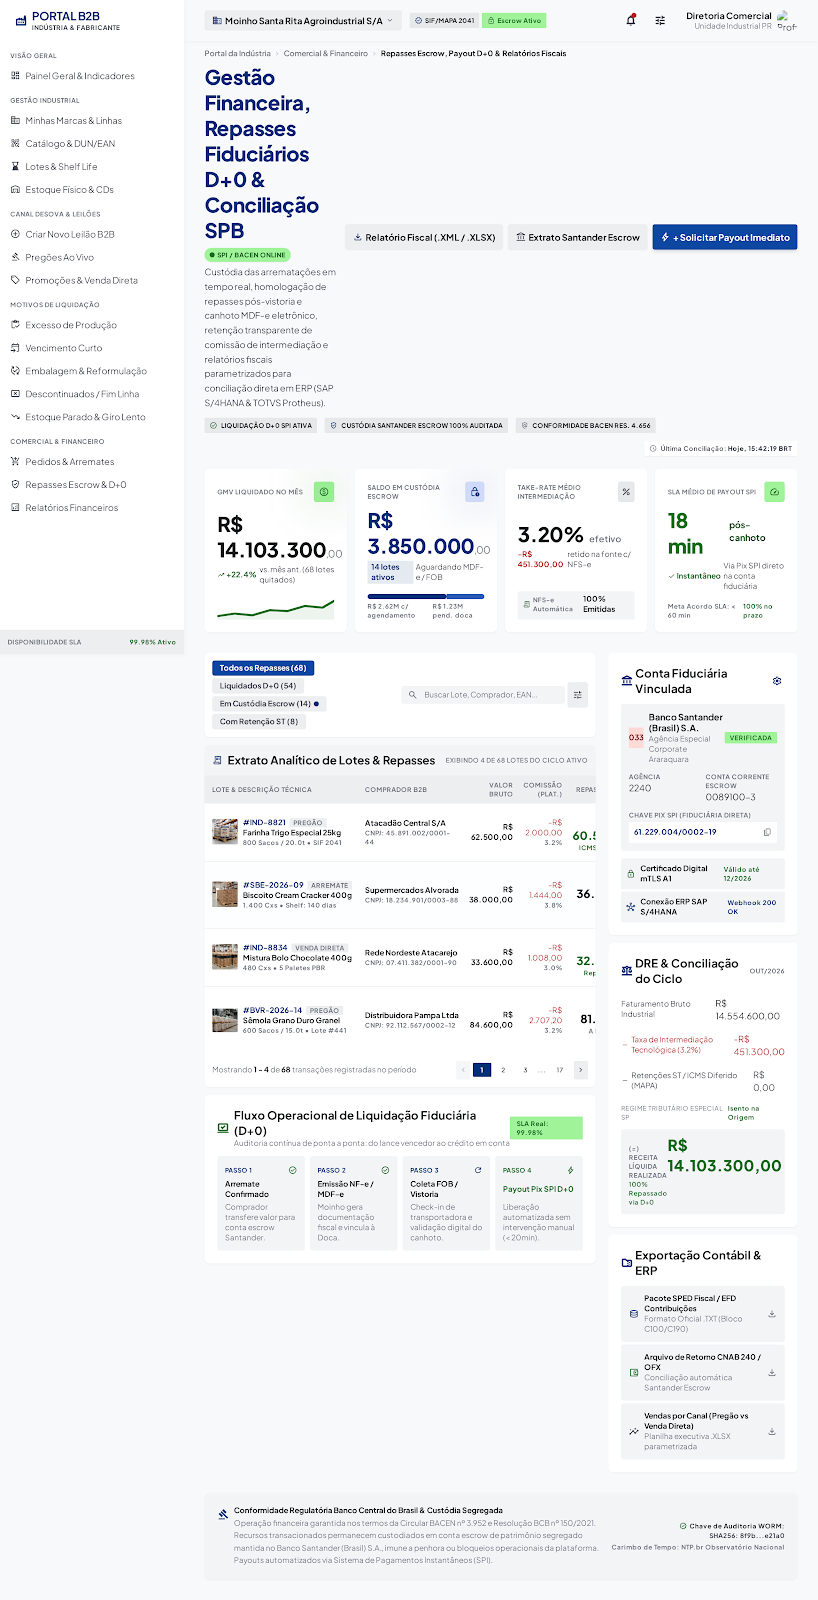 PORTAL B2B
INDÚSTRIA & FABRICANTE
VISÃO GERAL
Painel Geral & Indicadores
GESTÃO INDUSTRIAL
Minhas Marcas & Linhas
Catálogo & DUN/EAN
Lotes & Shelf Life
Estoque Físico & CDs
CANAL DESOVA & LEILÕES
Criar Novo Leilão B2B
Pregões Ao Vivo
Promoções & Venda Direta
MOTIVOS DE LIQUIDAÇÃO
Excesso de Produção
Vencimento Curto
Embalagem & Reformulação
Descontinuados / Fim Linha
Estoque Parado & Giro Lento
COMERCIAL & FINANCEIRO
Pedidos & Arremates
Repasses Escrow & D+0
Relatórios Financeiros
DISPONIBILIDADE SLA 99.98% Ativo
Moinho Santa Rita Agroindustrial S/A
SIF/MAPA 2041
Escrow Ativo
Diretoria Comercial
Unidade Industrial PR
Prof
Portal da Indústria › Comercial & Financeiro › Repasses Escrow, Payout D+0 & Relatórios Fiscais
Gestão
Financeira,
Repasses
Fiduciários
D+0 &
Conciliação
SPB
SPI / BACEN ONLINE
Custódia das arrematações em
tempo real, homologação de
repasses pós-vistoria e
canhoto MDF-e eletrônico,
retenção transparente de
comissão de intermediação e
relatórios fiscais
parametrizados para
conciliação direta em ERP (SAP
S/4HANA & TOTVS Protheus).
Relatório Fiscal (.XML / .XLSX)
Extrato Santander Escrow
+ Solicitar Payout Imediato
LIQUIDAÇÃO D+0 SPI ATIVA
CUSTÓDIA SANTANDER ESCROW 100% AUDITADA
CONFORMIDADE BACEN RES. 4.656
Última Conciliação: Hoje, 15:42:19 BRT
GMV LIQUIDADO NO MÊS
R$
14.103.300,00
+22.4% vs. mês ant. (68 lotes
quitados)
SALDO EM CUSTÓDIA
ESCROW
R$
3.850.000,00
14 lotes
ativos
Aguardando MDF-
e / FOB
R$ 2.62M c/
agendamento
R$ 1.23M
pend. doca
TAKE-RATE MÉDIO
INTERMEDIAÇÃO
3.20% efetivo
-R$
451.300,00
retido na fonte c/
NFS-e
NFS-e
Automática
100%
Emitidas
SLA MÉDIO DE PAYOUT SPI
18
min
pós-
canhoto
Instantâneo
Via Pix SPI direto
na conta
fiduciária
Meta Acordo SLA: <
60 min
100% no
prazo
Todos os Repasses (68)
Liquidados D+0 (54)
Em Custódia Escrow (14)
Com Retenção ST (8)
Buscar Lote, Comprador, EAN...
Extrato Analítico de Lotes & Repasses
EXIBINDO 4 DE 68 LOTES DO CICLO ATIVO
LOTE & DESCRIÇÃO TÉCNICA
COMPRADOR B2B
VALOR
BRUTO
COMISSÃO
(PLAT.)
REPAS
#IND-8821 PREGÃO
Farinha Trigo Especial 25kg
800 Sacos / 20.0t • SIF 2041
Atacadão Central S/A
CNPJ: 45.891.002/0001-
44
R$
62.500,00
-R$
2.000,00
3.2%
60.5
ICMS
#SBE-2026-09 ARREMATE
Biscoito Cream Cracker 400g
1.400 Cxs • Shelf: 140 dias
Supermercados Alvorada
CNPJ: 18.234.901/0003-88
R$
38.000,00
-R$
1.444,00
3.8%
36.
#IND-8834 VENDA DIRETA
Mistura Bolo Chocolate 400g
480 Cxs • 5 Paletes PBR
Rede Nordeste Atacarejo
CNPJ: 07.411.382/0001-90
R$
33.600,00
-R$
1.008,00
3.0%
32.
Rep
#BVR-2026-14 PREGÃO
Sêmola Grano Duro Granel
600 Sacos / 15.0t • Lote #441
Distribuidora Pampa Ltda
CNPJ: 92.112.567/0002-12
R$
84.600,00
-R$
2.707,20
3.2%
81.
A
Mostrando 1 - 4 de 68 transações registradas no período
‹ 1 2 3 ... 17 ›
Fluxo Operacional de Liquidação Fiduciária
(D+0)
Auditoria contínua de ponta a ponta: do lance vencedor ao crédito em conta
SLA Real:
99.98%
PASSO 1
Arremate
Confirmado
Comprador
transfere valor para
conta escrow
Santander.
PASSO 2
Emissão NF-e /
MDF-e
Moinho gera
documentação
fiscal e vincula à
Doca.
PASSO 3
Coleta FOB /
Vistoria
Check-in de
transportadora e
validação digital do
canhoto.
PASSO 4
Payout Pix SPI D+0
Liberação
automatizada sem
intervenção manual
(< 20min).
Conta Fiduciária
Vinculada
033
Banco Santander
(Brasil) S.A.
Agência Especial
Corporate
Araraquara
VERIFICADA
AGÊNCIA
2240
CONTA CORRENTE
ESCROW
0089100-3
CHAVE PIX SPI (FIDUCIÁRIA DIRETA)
61.229.004/0002-19
Certificado Digital
mTLS A1
Válido até
12/2026
Conexão ERP SAP
S/4HANA
Webhook 200
OK
DRE & Conciliação
do Ciclo
OUT/2026
Faturamento Bruto
Industrial
R$
14.554.600,00
Taxa de Intermediação
Tecnológica (3.2%)
-R$
451.300,00
Retenções ST / ICMS Diferido
(MAPA)
R$
0,00
REGIME TRIBUTÁRIO ESPECIAL
SP
Isento na
Origem
(=)
RECEITA
LÍQUIDA
REALIZADA
100%
Repassado
via D+0
R$
14.103.300,00
Exportação Contábil &
ERP
Pacote SPED Fiscal / EFD
Contribuições
Formato Oficial .TXT (Bloco
C100/C190)
Arquivo de Retorno CNAB 240 /
OFX
Conciliação automática
Santander Escrow
Vendas por Canal (Pregão vs
Venda Direta)
Planilha executiva .XLSX
parametrizada
Conformidade Regulatória Banco Central do Brasil & Custódia Segregada
Operação financeira garantida nos termos da Circular BACEN nº 3.952 e Resolução BCB nº 150/2021.
Recursos transacionados permanecem custodiados em conta escrow de patrimônio segregado
mantida no Banco Santander (Brasil) S.A., imune a penhora ou bloqueios operacionais da plataforma.
Payouts automatizados via Sistema de Pagamentos Instantâneos (SPI).
Chave de Auditoria WORM:
SHA256: 8f9b...e21a0
Carimbo de Tempo: NTP.br Observatório Nacional